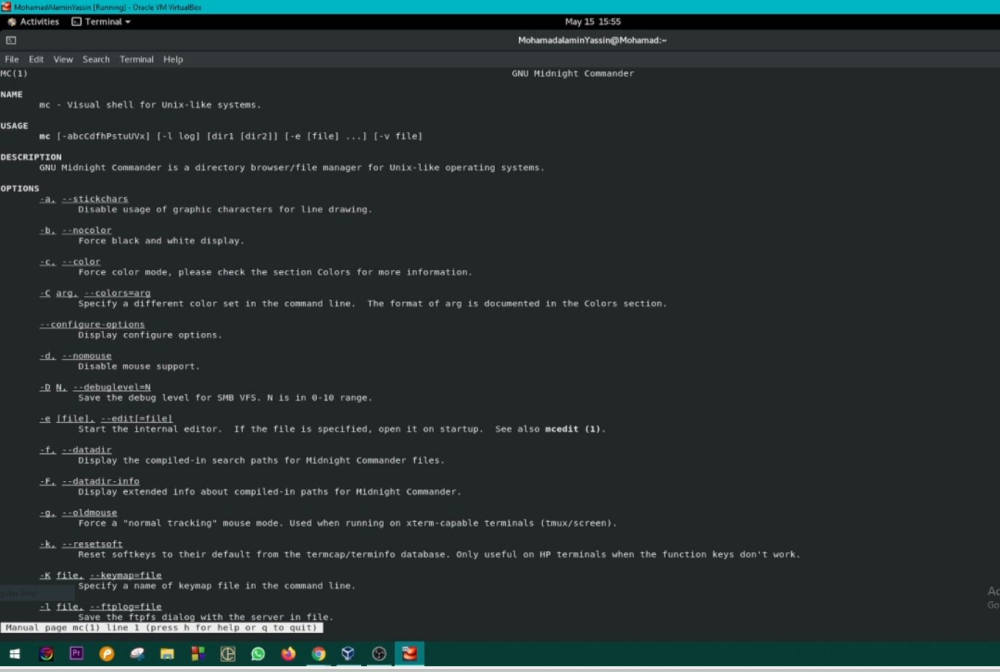 MohamadAlaminYassin [Running] - Oracle VM VirtualBox
Activities Terminal May 15 15:55
MohamadalaminYassin@Mohamad:~
File Edit View Search Terminal Help
MC(1) GNU Midnight Commander
NAME
mc - Visual shell for Unix-like systems.
USAGE
mc [-abcCdfhPstuUVx] [-l log] [dir1 [dir2]] [-e [file] ...] [-v file]
DESCRIPTION
GNU Midnight Commander is a directory browser/file manager for Unix-like operating systems.
OPTIONS
-a, --stickchars
Disable usage of graphic characters for line drawing.
-b, --nocolor
Force black and white display.
-c, --color
Force color mode, please check the section Colors for more information.
-C arg, --colors=arg
Specify a different color set in the command line.  The format of arg is documented in the Colors section.
--configure-options
Display configure options.
-d, --nomouse
Disable mouse support.
-D N, --debuglevel=N
Save the debug level for SMB VFS. N is in 0-10 range.
-e [file], --edit[=file]
Start the internal editor.  If the file is specified, open it on startup.  See also mcedit (1).
-f, --datadir
Display the compiled-in search paths for Midnight Commander files.
-F, --datadir-info
Display extended info about compiled-in paths for Midnight Commander.
-g, --oldmouse
Force a "normal tracking" mouse mode. Used when running on xterm-capable terminals (tmux/screen).
-k, --resetsoft
Reset softkeys to their default from the termcap/terminfo database. Only useful on HP terminals when the function keys don't work.
-K file, --keymap=file
Specify a name of keymap file in the command line.
gular Snip
Ac
Go
-l file, --ftplog=file
Save the ftpfs dialog with the server in file.
Manual page mc(1) line 1 (press h for help or q to quit)
Pr